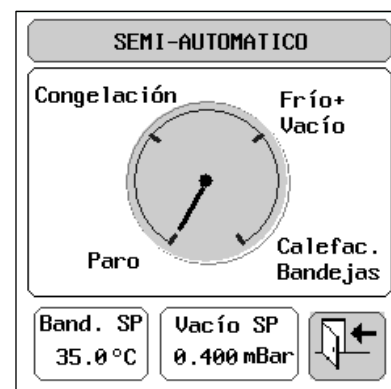 SEMI-AUTOMATICO
Congelación
Frío+
Vacío
Paro
Calefac.
Bandejas
Band. SP
35.0°C
Vacío SP
0.400 mBar